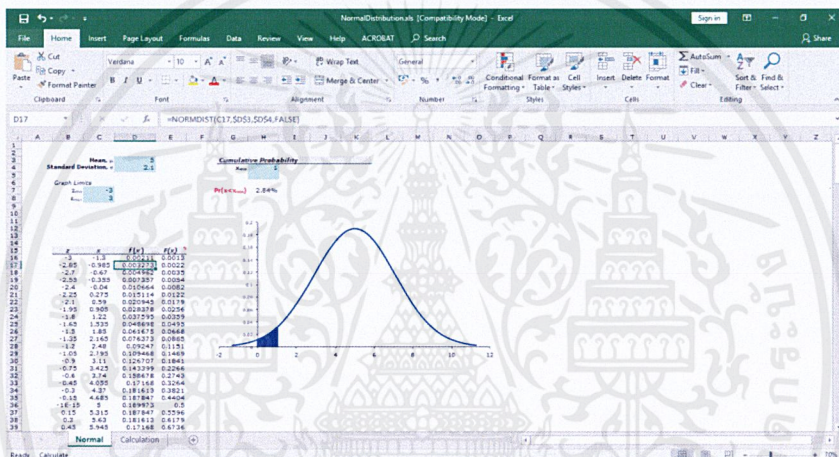 NormalDistribution.xls [Compatibility Mode] - Excel
Sign in
File Home Insert Page Layout Formulas Data Review View Help ACROBAT Search Share
Paste
Cut
Copy
Format Painter
Clipboard
Verdana 10
B I U
Font
Wrap Text
Merge & Center
Alignment
General
Number
Conditional Formatting
Format as Table
Cell Styles
Styles
Insert Delete Format
Cells
AutoSum
Fill
Clear
Sort & Filter
Find & Select
Editing
D17 =NORMDIST(C17,$D$3,$D$4,FALSE)
A B C D E F G H I J K L M N O P Q R S T U V W X Y Z
Mean, 5
Standard Deviation, 2.1
Graph Limits
-3
3
Cumulative Probability
1
2.84%
z x f(x) F(x)
-3 -1.3 0.00211 0.0013
-2.85 -0.985 0.003273 0.0022
-2.7 -0.67 0.004962 0.0035
-2.55 -0.355 0.007357 0.0054
-2.4 -0.04 0.010664 0.0082
-2.25 0.275 0.015114 0.0122
-2.1 0.59 0.020945 0.0179
-1.95 0.905 0.028378 0.0256
-1.8 1.22 0.037595 0.0359
-1.65 1.535 0.048698 0.0495
-1.5 1.85 0.061675 0.0668
-1.35 2.165 0.076373 0.0885
-1.2 2.48 0.09247 0.1151
-1.05 2.795 0.109468 0.1469
-0.9 3.11 0.126707 0.1841
-0.75 3.425 0.143399 0.2266
-0.6 3.74 0.158678 0.2743
-0.45 4.055 0.17168 0.3264
-0.3 4.37 0.181613 0.3821
-0.15 4.685 0.187847 0.4404
-1E-15 5 0.189973 0.5
0.15 5.315 0.187847 0.5596
0.3 5.63 0.181613 0.6179
0.45 5.945 0.17168 0.6736
-2 0 2 4 6 8 10 12
Normal Calculation
Ready Calculate